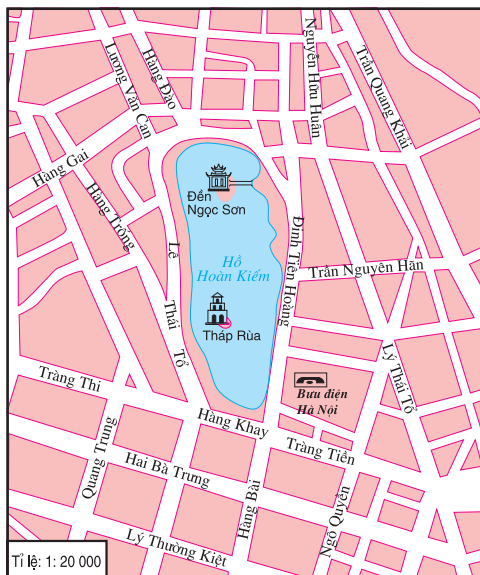 Lương Văn Can
Hàng Đào
Nguyễn Hữu Huân
Trần Quang Khải
Hàng Gai
Hàng Trống
Đền
Ngọc Sơn
Lê Thái Tổ
Hồ
Hoàn Kiếm
Đinh Tiên Hoàng
Trần Nguyên Hãn
Tháp Rùa
Lý Thái Tổ
Bưu điện
Hà Nội
Tràng Thi
Hàng Khay
Tràng Tiền
Quang Trung
Hai Bà Trưng
Hàng Bài
Ngô Quyền
Lý Thường Kiệt
Tỉ lệ: 1: 20 000